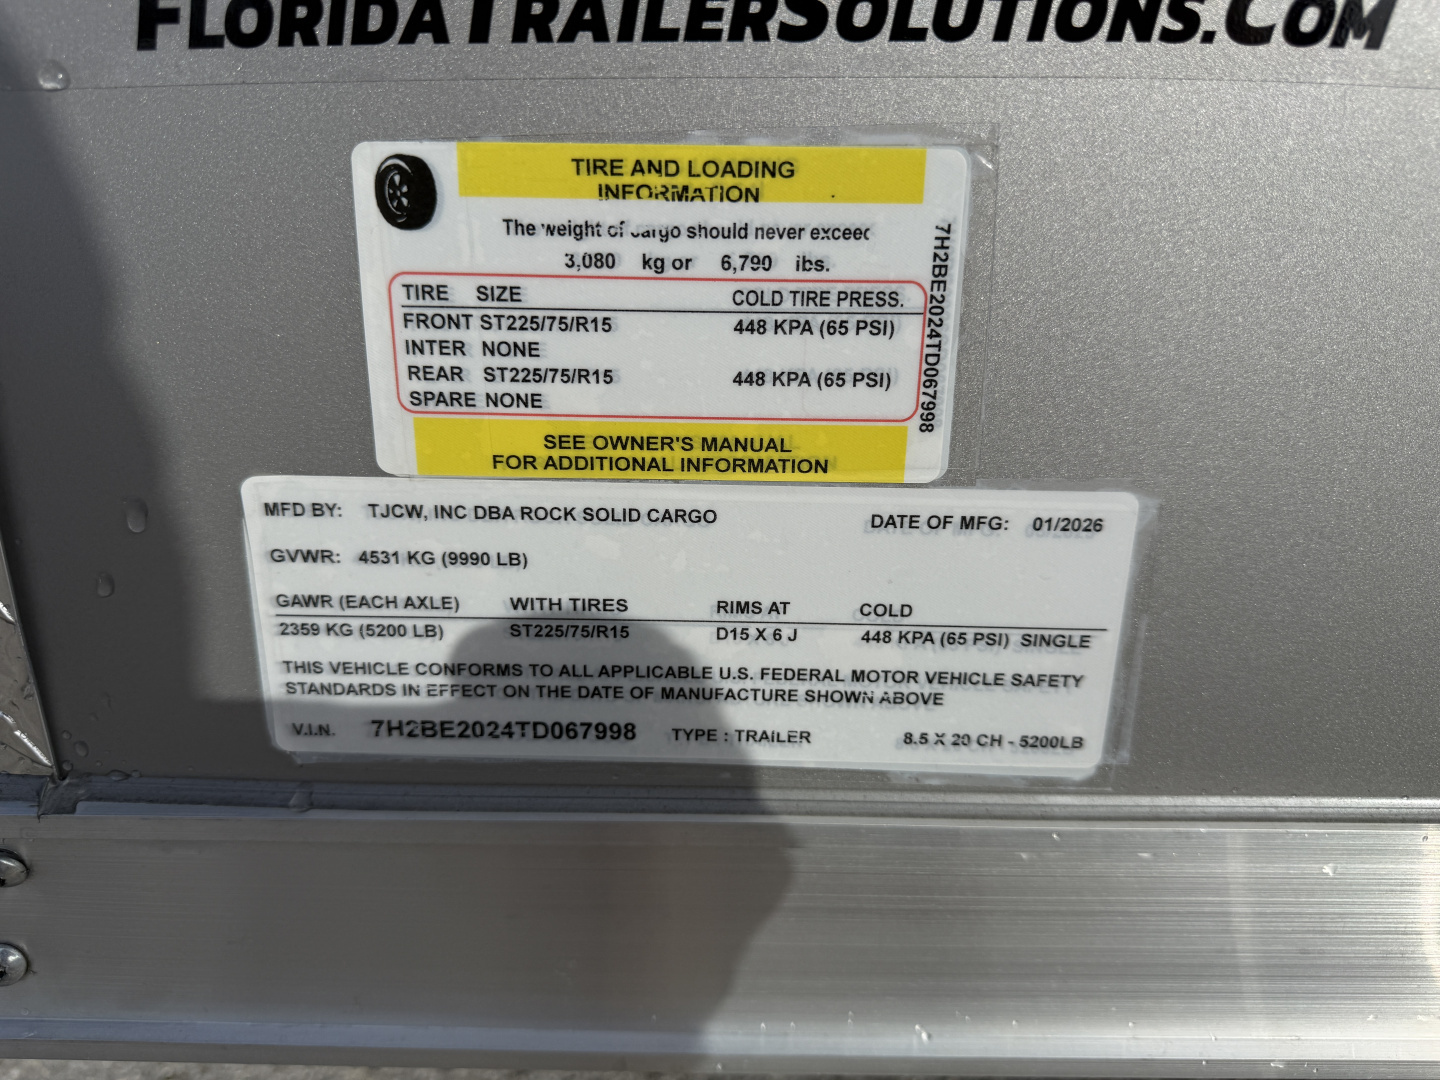 FLORIDATRAILERSOLUTIONS.COM
TIRE AND LOADING
INFORMATION
The weight of cargo should never exceed
3,080 kg or 6,790 lbs.
TIRE SIZE COLD TIRE PRESS.
FRONT ST225/75/R15 448 KPA (65 PSI)
INTER NONE
REAR ST225/75/R15 448 KPA (65 PSI)
SPARE NONE
SEE OWNER'S MANUAL
FOR ADDITIONAL INFORMATION
7H2BE2024TD067998
MFD BY: TJCW, INC DBA ROCK SOLID CARGO DATE OF MFG: 01/2026
GVWR: 4531 KG (9990 LB)
GAWR (EACH AXLE) WITH TIRES RIMS AT COLD
2359 KG (5200 LB) ST225/75/R15 D15 X 6 J 448 KPA (65 PSI) SINGLE
THIS VEHICLE CONFORMS TO ALL APPLICABLE U.S. FEDERAL MOTOR VEHICLE SAFETY
STANDARDS IN EFFECT ON THE DATE OF MANUFACTURE SHOWN ABOVE
V.I.N. 7H2BE2024TD067998 TYPE : TRAILER 8.5 X 20 CH - 5200LB